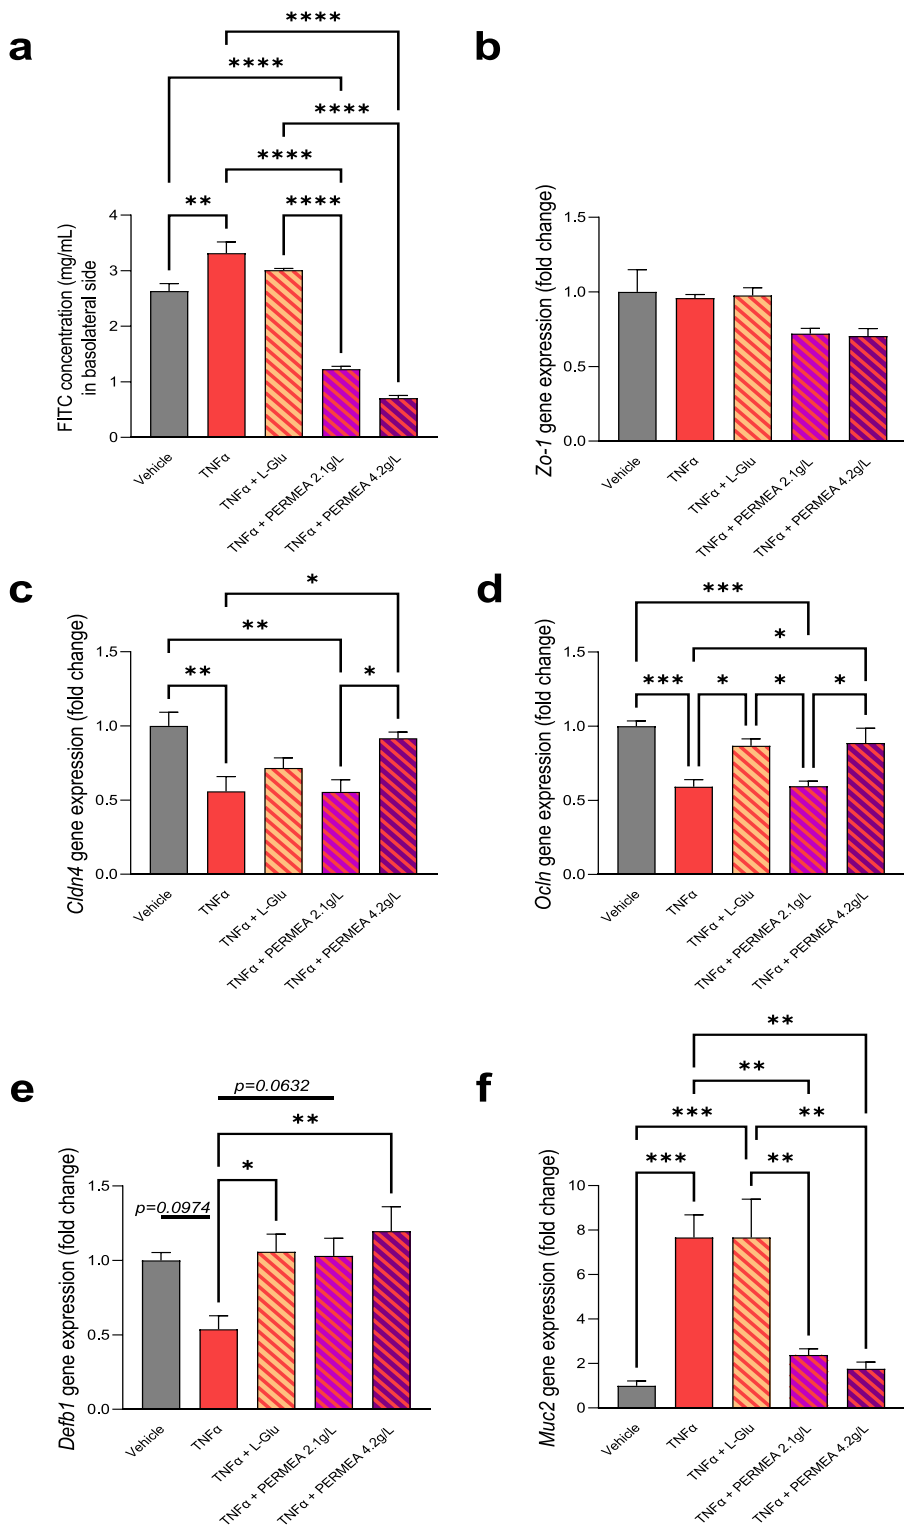 a
****
****
****
****
**
****
FITC concentration (mg/mL)
in basolateral side
4
3
2
1
0
Vehicle
TNFα
TNFα + L-Glu
TNFα + PERMEA 2.1g/L
TNFα + PERMEA 4.2g/L
b
Zo-1 gene expression (fold change)
1.5
1.0
0.5
0.0
Vehicle
TNFα
TNFα + L-Glu
TNFα + PERMEA 2.1g/L
TNFα + PERMEA 4.2g/L
c
*
**
**
*
Cldn4 gene expression (fold change)
1.5
1.0
0.5
0.0
Vehicle
TNFα
TNFα + L-Glu
TNFα + PERMEA 2.1g/L
TNFα + PERMEA 4.2g/L
d
***
*
***
*
*
*
Ocln gene expression (fold change)
1.5
1.0
0.5
0.0
Vehicle
TNFα
TNFα + L-Glu
TNFα + PERMEA 2.1g/L
TNFα + PERMEA 4.2g/L
e
p=0.0632
**
*
p=0.0974
Defb1 gene expression (fold change)
1.5
1.0
0.5
0.0
Vehicle
TNFα
TNFα + L-Glu
TNFα + PERMEA 2.1g/L
TNFα + PERMEA 4.2g/L
f
**
**
***
**
***
**
Muc2 gene expression (fold change)
10
8
6
4
2
0
Vehicle
TNFα
TNFα + L-Glu
TNFα + PERMEA 2.1g/L
TNFα + PERMEA 4.2g/L